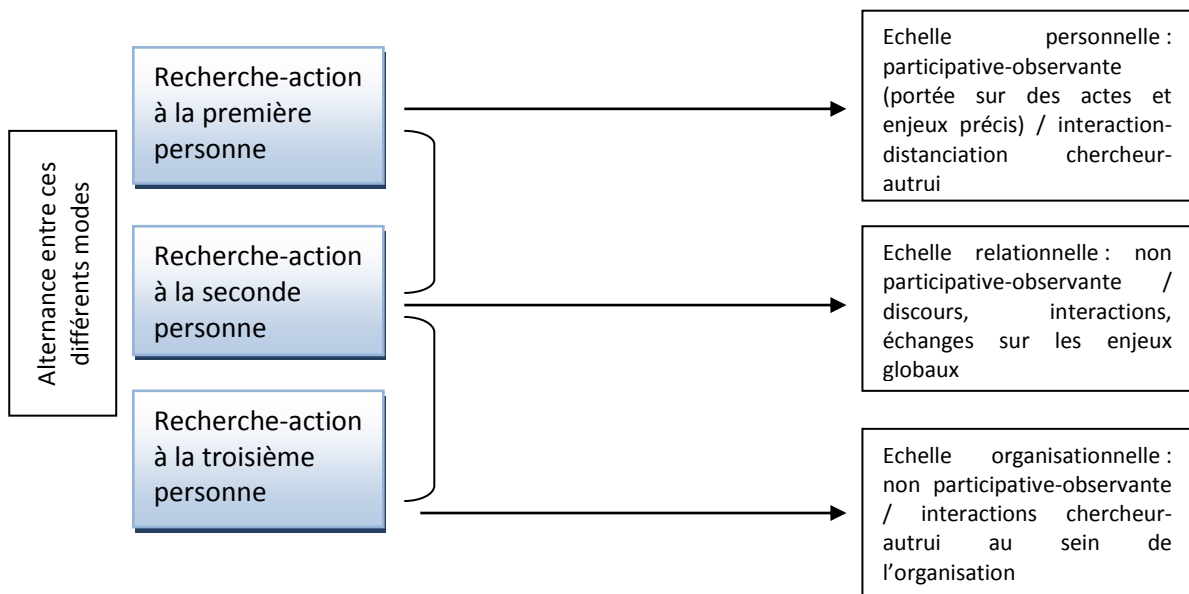 Alternance entre ces
différents modes
Recherche-action
à la première
personne
Echelle personnelle :
participative-observante
(portée sur des actes et
enjeux précis) / interaction-
distanciation chercheur-
autrui
Recherche-action
à la seconde
personne
Echelle relationnelle : non
participative-observante /
discours, interactions,
échanges sur les enjeux
globaux
Recherche-action
à la troisième
personne
Echelle organisationnelle :
non participative-observante
/ interactions chercheur-
autrui au sein de
l’organisation